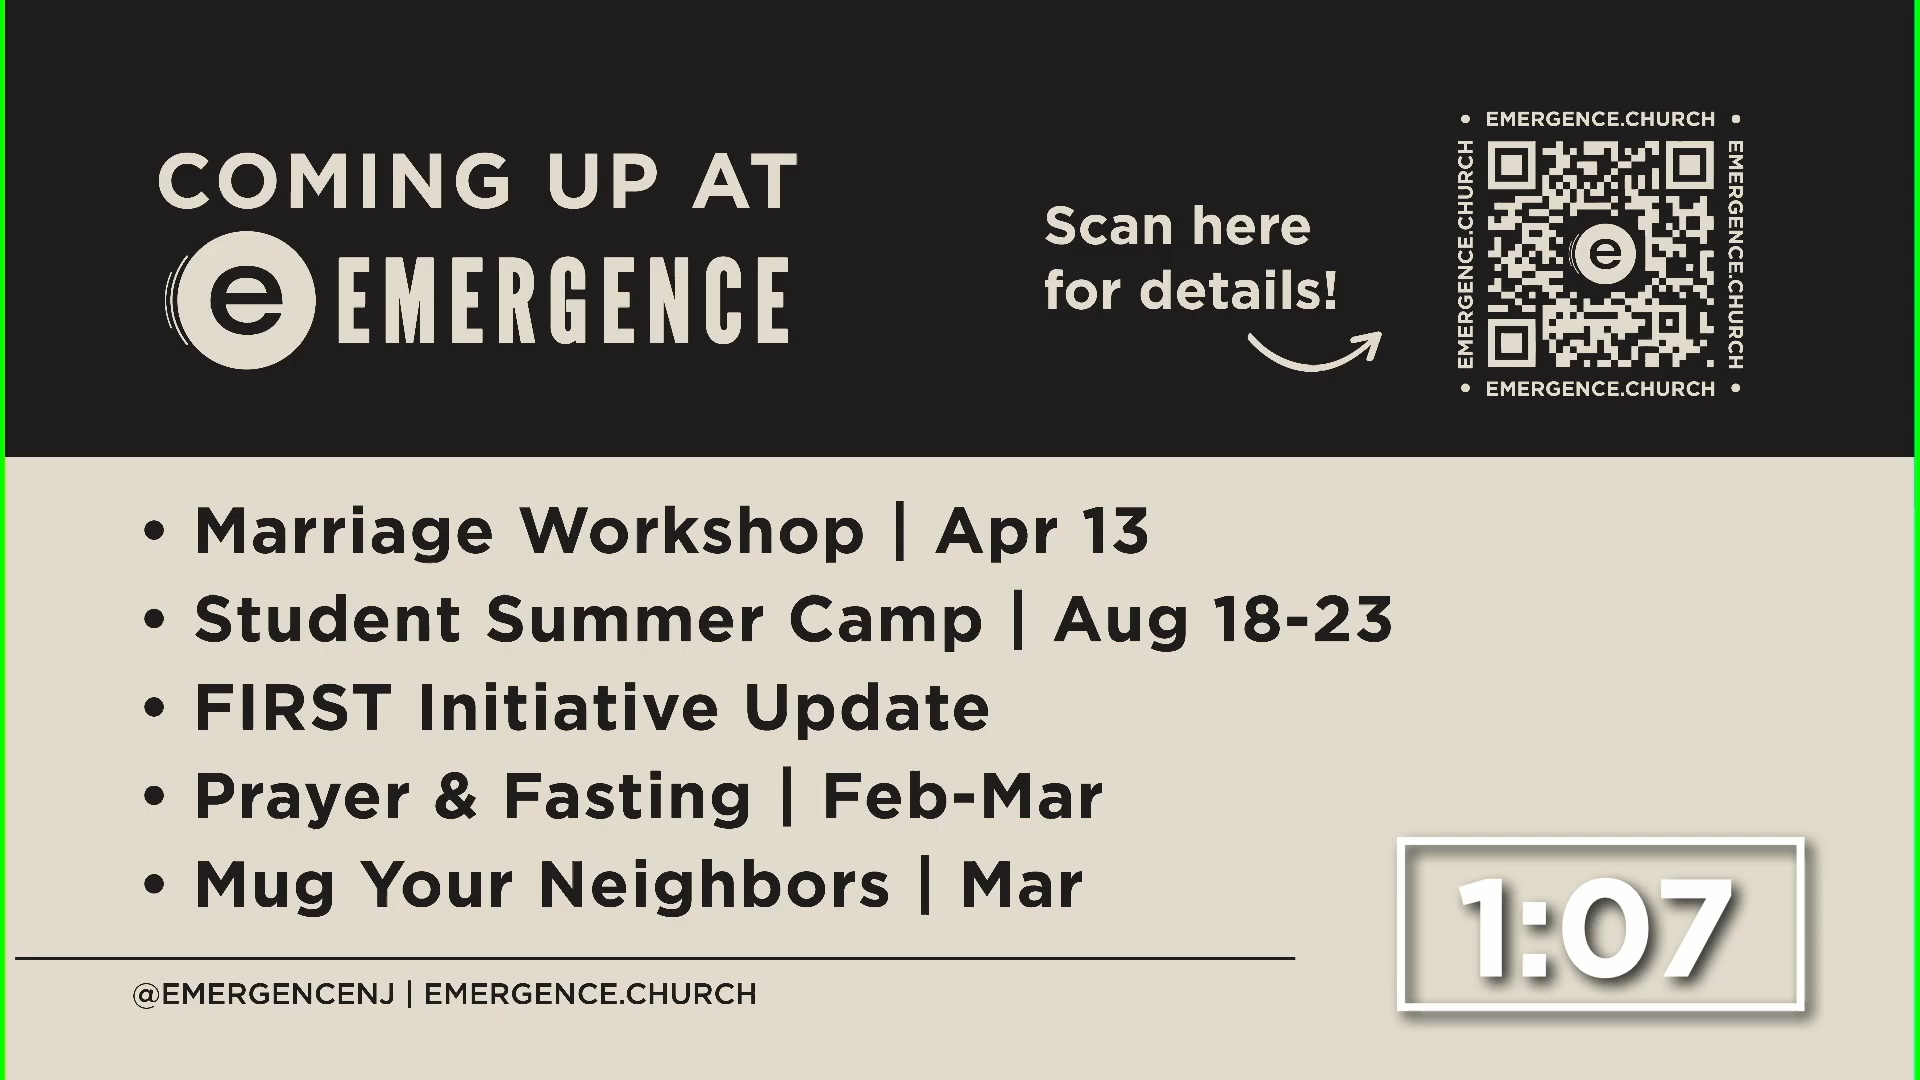 COMING UP AT
e EMERGENCE
Scan here
for details!
EMERGENCE.CHURCH
EMERGENCE.CHURCH
e
EMERGENCE.CHURCH
EMERGENCE.CHURCH
• Marriage Workshop | Apr 13
• Student Summer Camp | Aug 18-23
• FIRST Initiative Update
• Prayer & Fasting | Feb-Mar
• Mug Your Neighbors | Mar
1:07
@EMERGENCENJ | EMERGENCE.CHURCH